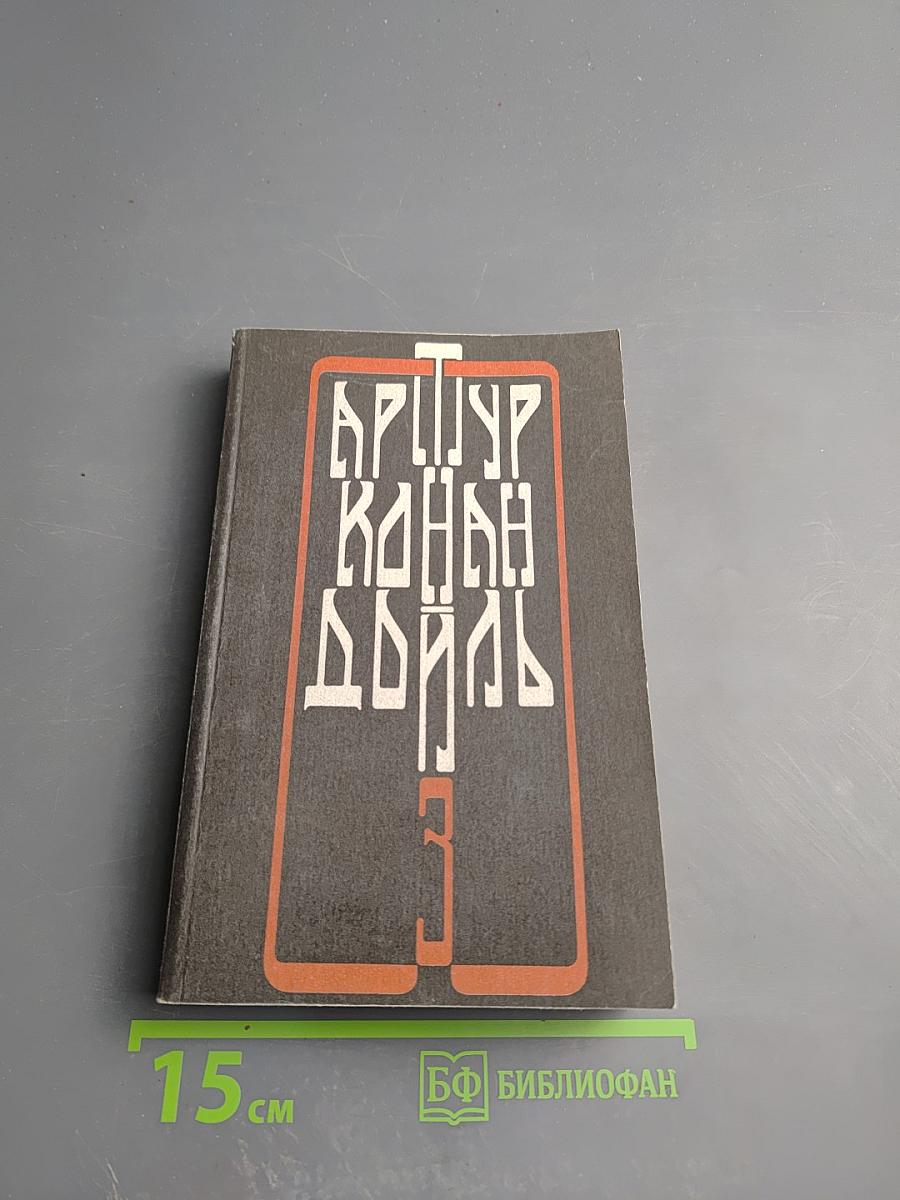 АРТУР
КОНАН
ДОЙЛЬ
3
15 см
БФ БИБЛИОФАН